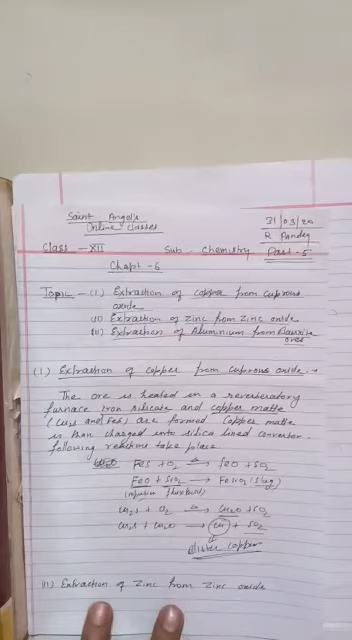 Saint Angel's
Online Classes
31/03/20
R Pandey
Class - XII
Sub - Chemistry
Part-5
Chapt - 6
Topic - (i) Extraction of copper from cuprous
oxide
(ii) Extraction of Zinc from Zinc oxide
(iii) Extraction of Aluminium from Bauxite
ores
(i) Extraction of copper from cuprous oxide :-
The ore is heated in a reverberatory
furnace iron silicate and copper matte
(Cu2S and FeS) are formed Copper matte
is then charged into silica lined convertor.
following reactions take place
FeS + O2 → FeO + SO2
FeO + SiO2 → FeSiO3 (slag)
Cu2S + O2 → Cu2O + SO2
Cu2S + Cu2O → Cu + SO2
Blister Copper
(ii) Extraction of Zinc from Zinc oxide